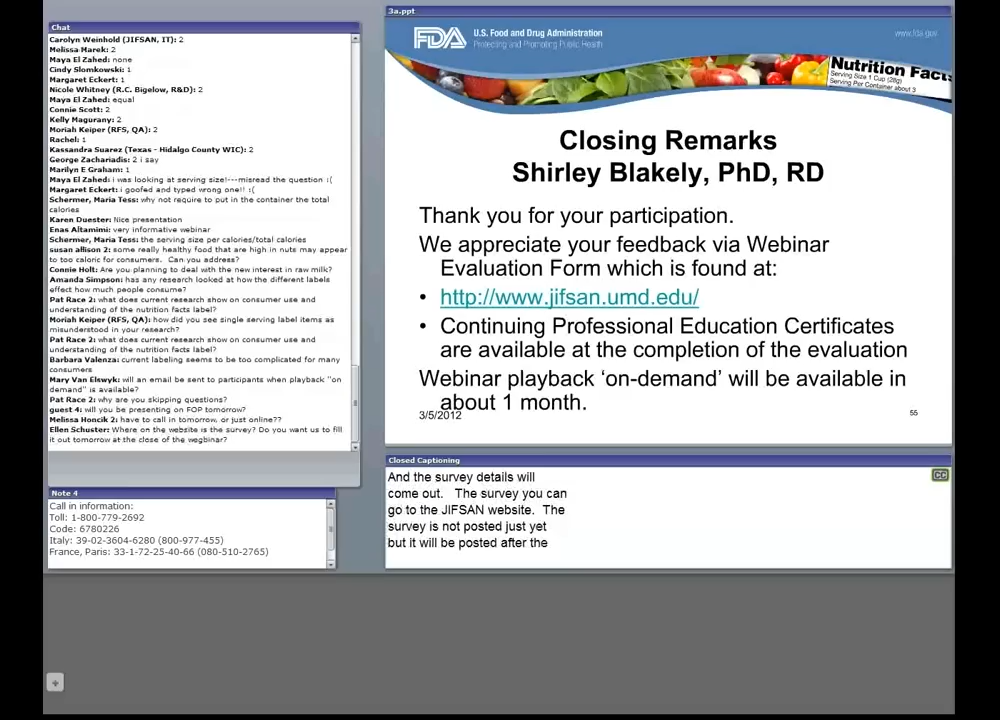 Chat
Carolyn Weinhold (JIFSAN, IT): 2
Melissa Marek: 2
Maya El Zahed: none
Cindy Slomkowski: 1
Margaret Eckert: 1
Nicole Whitney (R.C. Bigelow, R&D): 2
Maya El Zahed: equal
Connie Scott: 2
Kelly Magurany: 2
Moriah Keiper (RFS, QA): 2
Rachel: 1
Kassandra Suarez (Texas - Hidalgo County WIC): 2
George Zachariadis: 2 i say
Marilyn E Graham: 1
Maya El Zahed: i was looking at serving size!---misread the question :(
Margaret Eckert: i goofed and typed wrong one!! :(
Schermer, Maria Tess: why not require to put in the container the total
calories
Karen Duester: Nice presentation
Enas Altamimi: very informative webinar
Schermer, Maria Tess: the serving size per calories/total calories
susan allison 2: some really healthy food that are high in nuts may appear
to too caloric for consumers. Can you address?
Connie Holt: Are you planning to deal with the new interest in raw milk?
Amanda Simpson: has any research looked at how the different labels
effect how much people consume?
Pat Race 2: what does current research show on consumer use and
understanding of the nutrition facts label?
Moriah Keiper (RFS, QA): how did you see single serving label items as
misunderstood in your research?
Pat Race 2: what does current research show on consumer use and
understanding of the nutrition facts label?
Barbara Valenza: current labeling seems to be too complicated for many
consumers
Mary Van Elswyk: will an email be sent to participants when playback "on
demand" is available?
Pat Race 2: why are you skipping questions?
guest 4: will you be presenting on FOP tomorrow?
Melissa Honcik 2: have to call in tomorrow, or just online??
Ellen Schuster: Where on the website is the survey? Do you want us to fill
it out tomorrow at the close of the wegbinar?
Note 4
Call in information:
Toll: 1-800-779-2692
Code: 6780226
Italy: 39-02-3604-6280 (800-977-455)
France, Paris: 33-1-72-25-40-66 (080-510-2765)
3a.ppt
FDA U.S. Food and Drug Administration
Protecting and Promoting Public Health
www.fda.gov
Nutrition Facts
Serving Size 1 Cup (28g)
Serving Per Container about 3
Closing Remarks
Shirley Blakely, PhD, RD
Thank you for your participation.
We appreciate your feedback via Webinar
Evaluation Form which is found at:
• http://www.jifsan.umd.edu/
• Continuing Professional Education Certificates
are available at the completion of the evaluation
Webinar playback ‘on-demand’ will be available in
about 1 month.
3/5/2012
55
Closed Captioning
CC
And the survey details will
come out. The survey you can
go to the JIFSAN website. The
survey is not posted just yet
but it will be posted after the